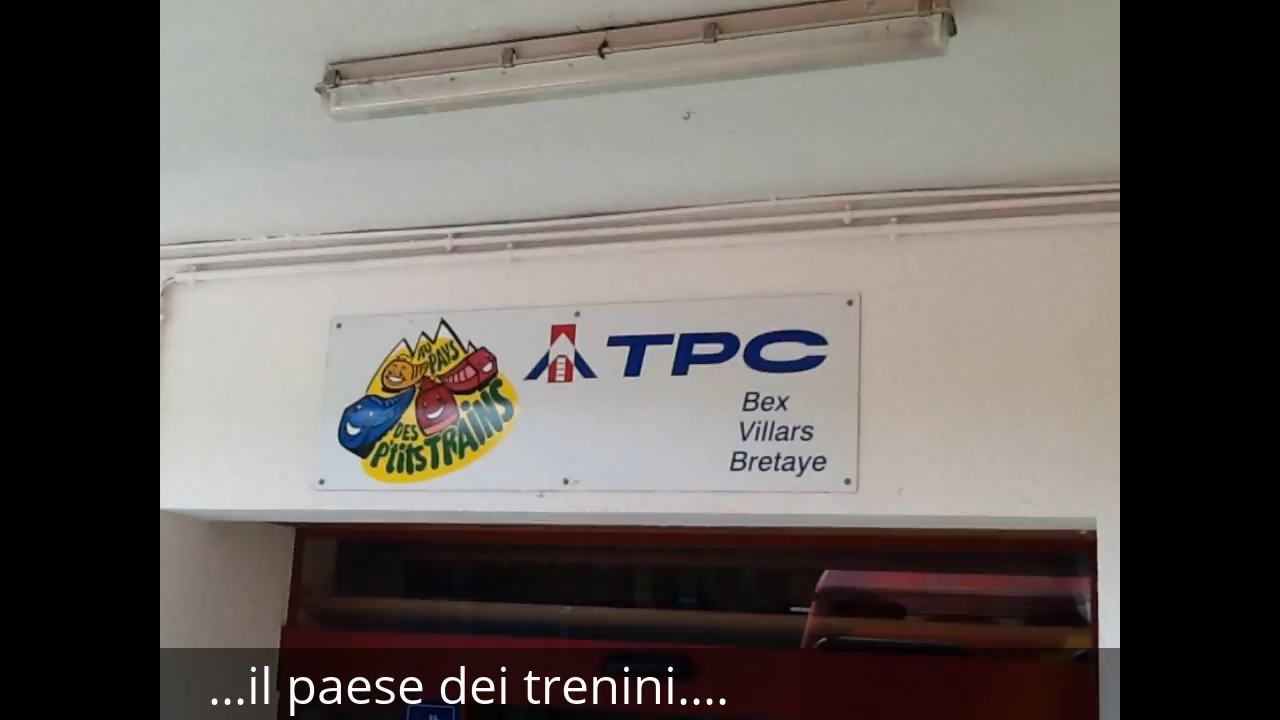 AU
PAYS
DES
P'tits TRAINS
TPC
Bex
Villars
Bretaye
...il paese dei trenini....